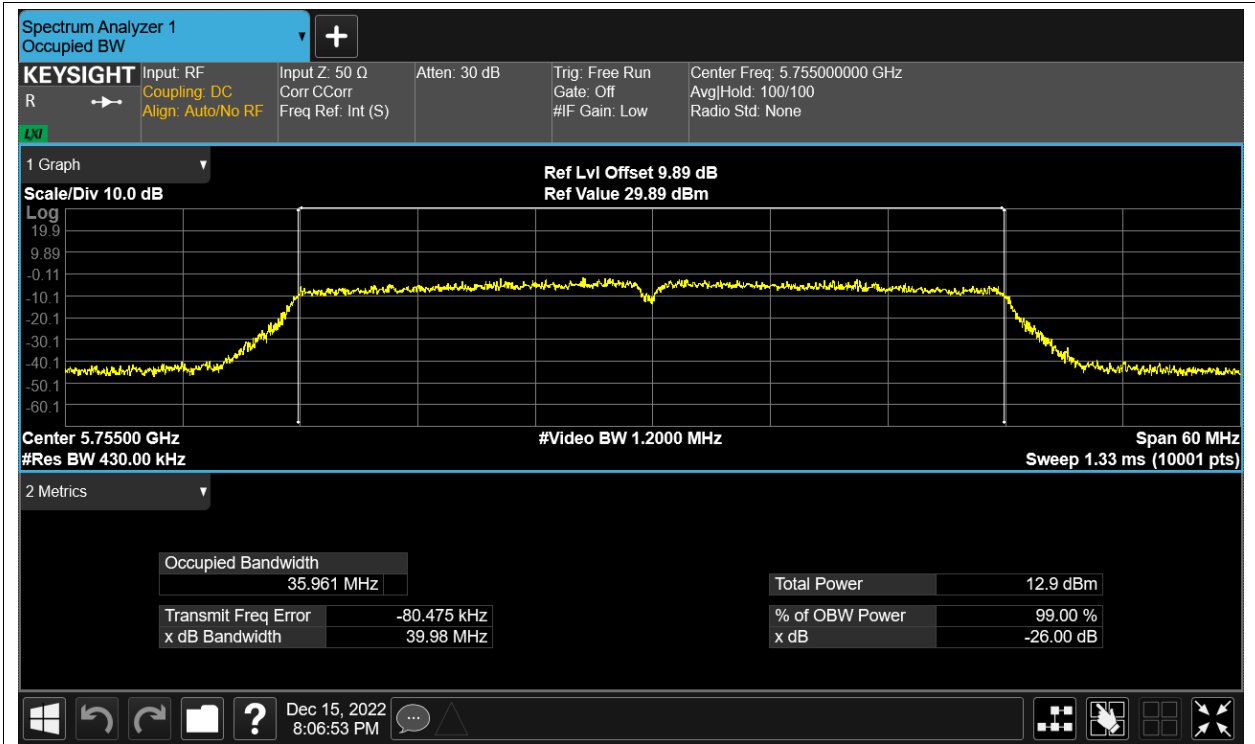 Spectrum Analyzer 1
Occupied BW
KEYSIGHT
R
LXI
Input: RF
Coupling: DC
Align: Auto/No RF
Input Z: 50 Ω
Corr CCorr
Freq Ref: Int (S)
Atten: 30 dB
Trig: Free Run
Gate: Off
#IF Gain: Low
Center Freq: 5.755000000 GHz
Avg|Hold: 100/100
Radio Std: None
1 Graph
Scale/Div 10.0 dB
Ref Lvl Offset 9.89 dB
Ref Value 29.89 dBm
Log
19.9
9.89
-0.11
-10.1
-20.1
-30.1
-40.1
-50.1
-60.1
Center 5.75500 GHz
#Video BW 1.2000 MHz
Span 60 MHz
#Res BW 430.00 kHz
Sweep 1.33 ms (10001 pts)
2 Metrics
Occupied Bandwidth
35.961 MHz
Transmit Freq Error -80.475 kHz
x dB Bandwidth 39.98 MHz
Total Power 12.9 dBm
% of OBW Power 99.00 %
x dB -26.00 dB
?
Dec 15, 2022
8:06:53 PM